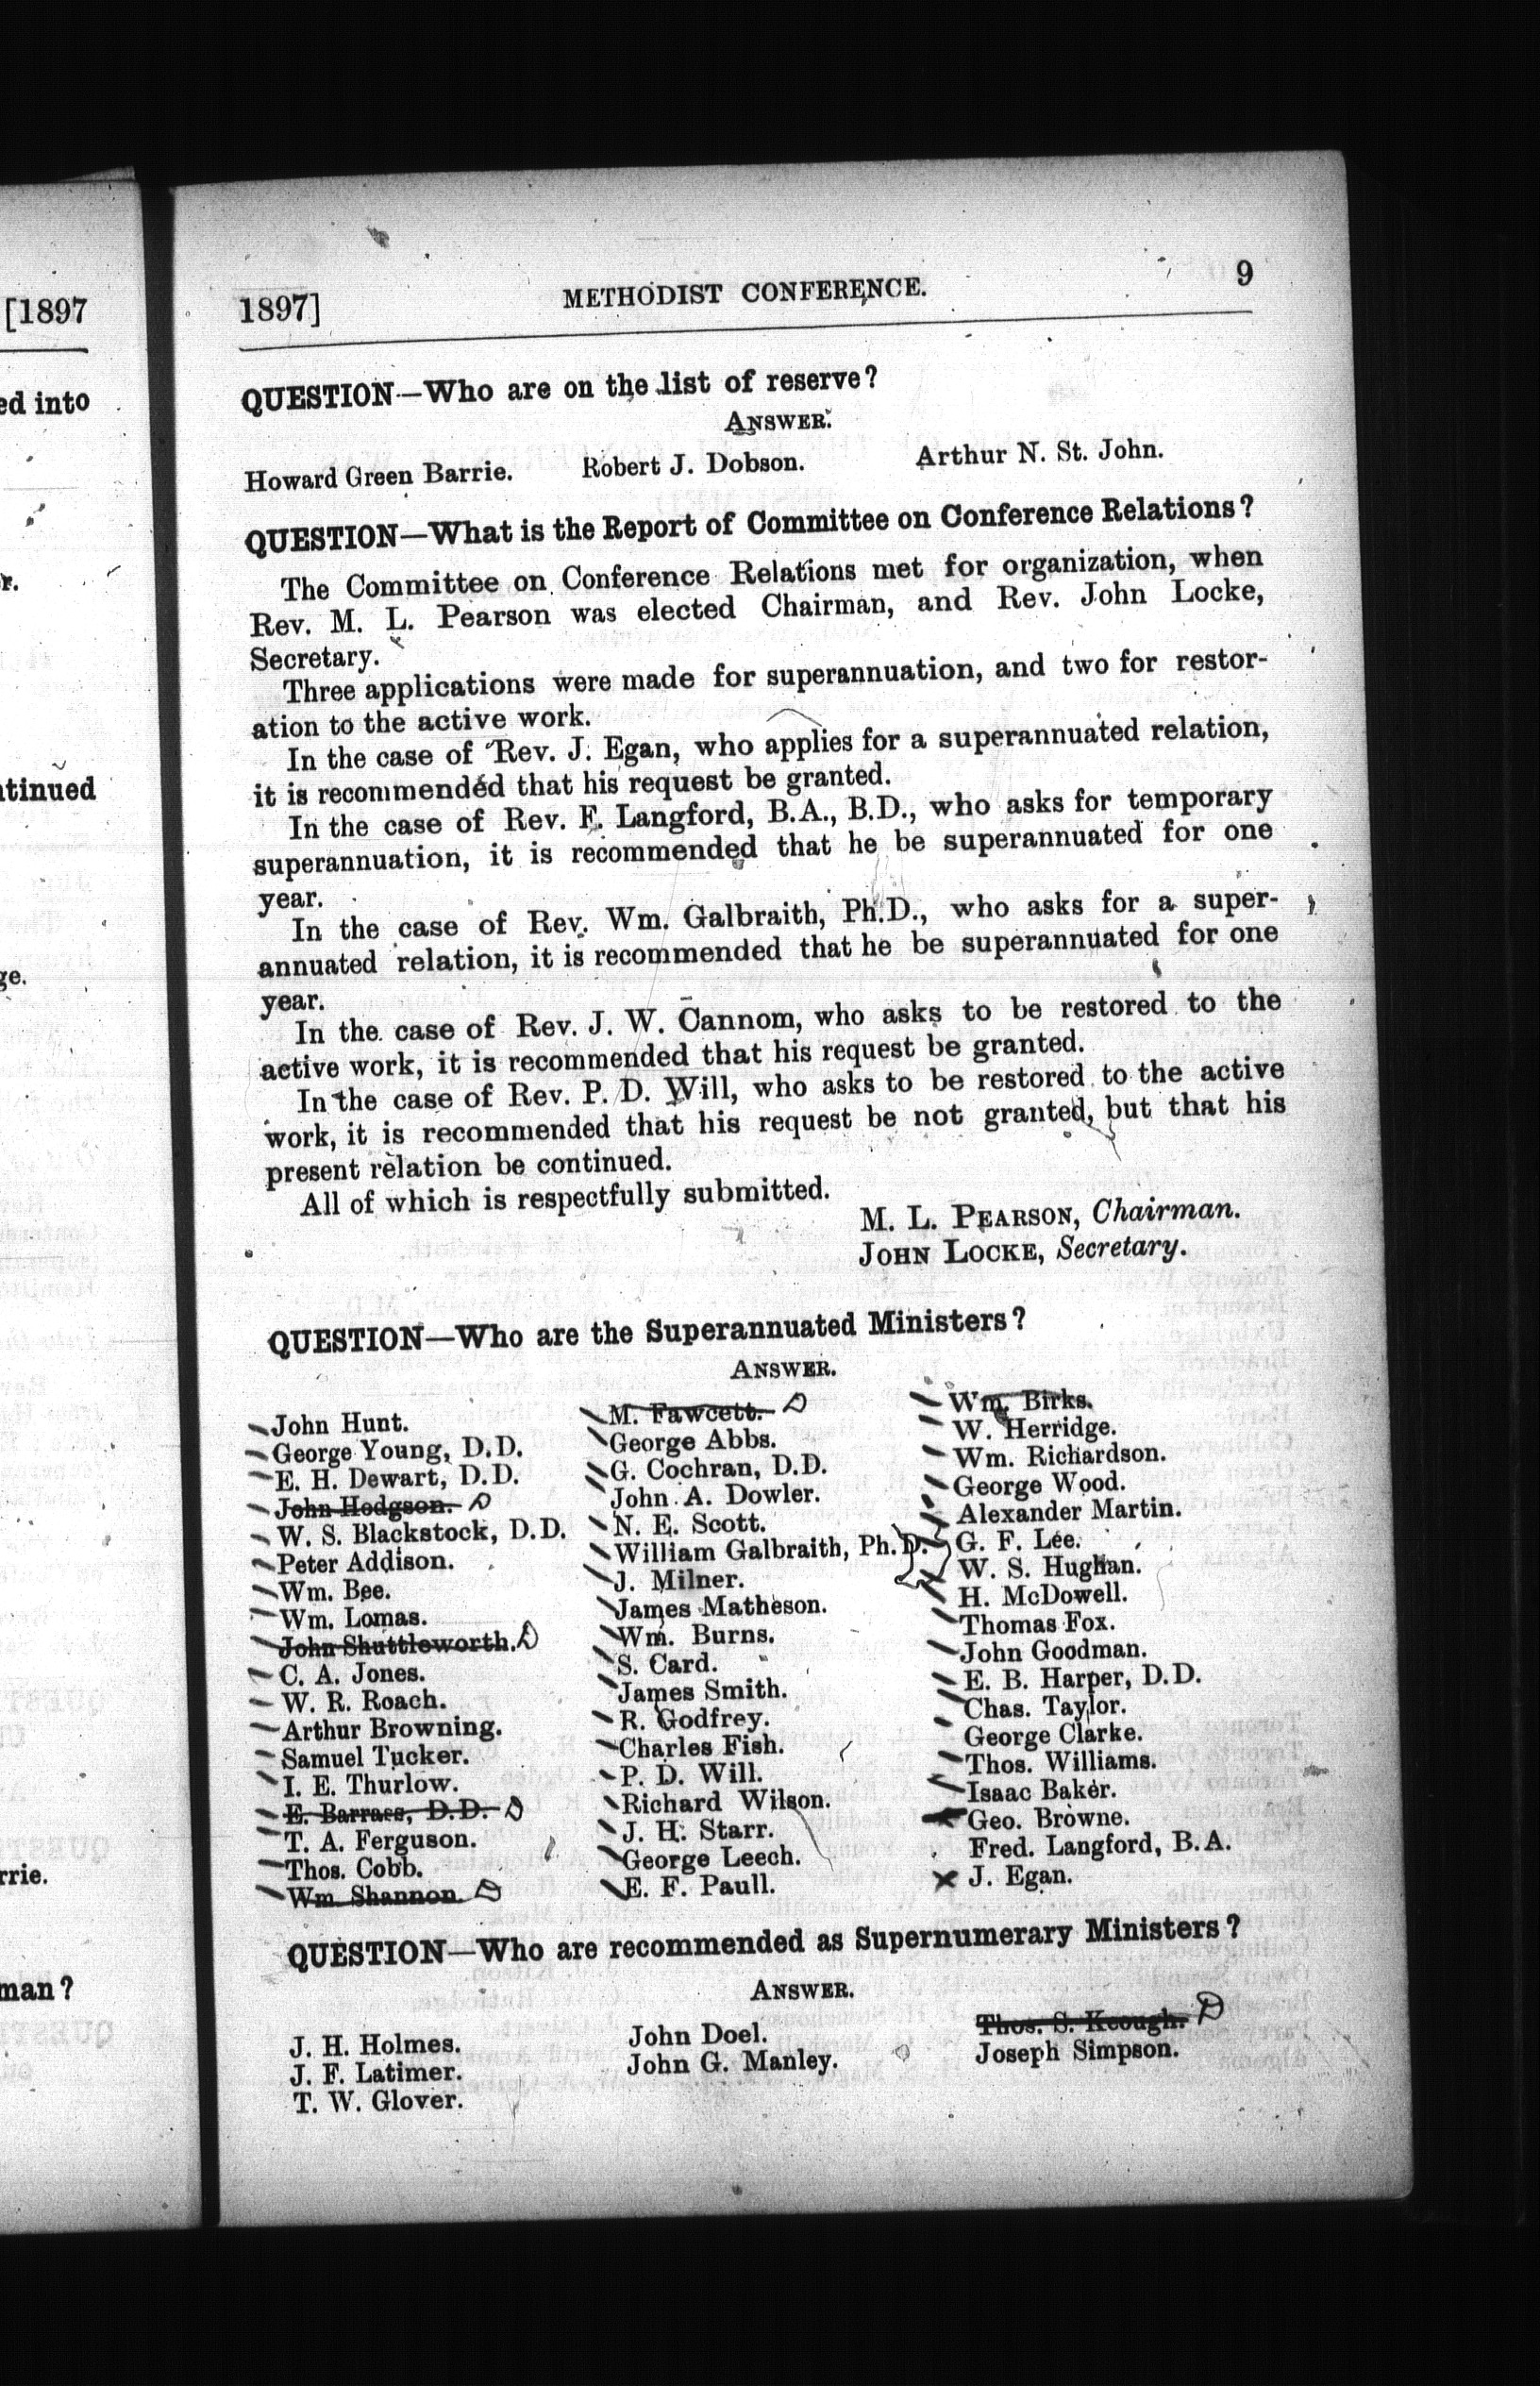 [1897
ed into
r.
ntinued
ge.
rrie.
man?
1897]
METHODIST CONFERENCE.
9
QUESTION—Who are on the list of reserve?
ANSWER.
Howard Green Barrie. Robert J. Dobson. Arthur N. St. John.
QUESTION—What is the Report of Committee on Conference Relations?
The Committee on Conference Relations met for organization, when
Rev. M. L. Pearson was elected Chairman, and Rev. John Locke,
Secretary.
Three applications were made for superannuation, and two for restor-
ation to the active work.
In the case of Rev. J. Egan, who applies for a superannuated relation,
it is recommended that his request be granted.
In the case of Rev. F. Langford, B.A., B.D., who asks for temporary
superannuation, it is recommended that he be superannuated for one
year.
In the case of Rev. Wm. Galbraith, Ph.D., who asks for a super-
annuated relation, it is recommended that he be superannuated for one
year.
In the case of Rev. J. W. Cannom, who asks to be restored to the
active work, it is recommended that his request be granted.
In the case of Rev. P. D. Will, who asks to be restored to the active
work, it is recommended that his request be not granted, but that his
present relation be continued.
All of which is respectfully submitted.
M. L. PEARSON, Chairman.
JOHN LOCKE, Secretary.
QUESTION—Who are the Superannuated Ministers?
ANSWER.
John Hunt.
George Young, D.D.
E. H. Dewart, D.D.
John Hodgson. D
W. S. Blackstock, D.D.
Peter Addison.
Wm. Bee.
Wm. Lomas.
John Shuttleworth. D
C. A. Jones.
W. R. Roach.
Arthur Browning.
Samuel Tucker.
I. E. Thurlow.
E. Barrass, D.D. D
T. A. Ferguson.
Thos. Cobb.
Wm. Shannon. D
M. Fawcett. D
George Abbs.
G. Cochran, D.D.
John A. Dowler.
N. E. Scott.
William Galbraith, Ph.D.
J. Milner.
James Matheson.
Wm. Burns.
S. Card.
James Smith.
R. Godfrey.
Charles Fish.
P. D. Will.
Richard Wilson.
J. H. Starr.
George Leech.
E. F. Paull.
Wm. Birks.
W. Herridge.
Wm. Richardson.
George Wood.
Alexander Martin.
G. F. Lee.
W. S. Hughan.
H. McDowell.
Thomas Fox.
John Goodman.
E. B. Harper, D.D.
Chas. Taylor.
George Clarke.
Thos. Williams.
Isaac Baker.
Geo. Browne.
Fred. Langford, B.A.
J. Egan.
QUESTION—Who are recommended as Supernumerary Ministers?
ANSWER.
J. H. Holmes.
J. F. Latimer.
T. W. Glover.
John Doel.
John G. Manley.
Thos. S. Keough. D
Joseph Simpson.